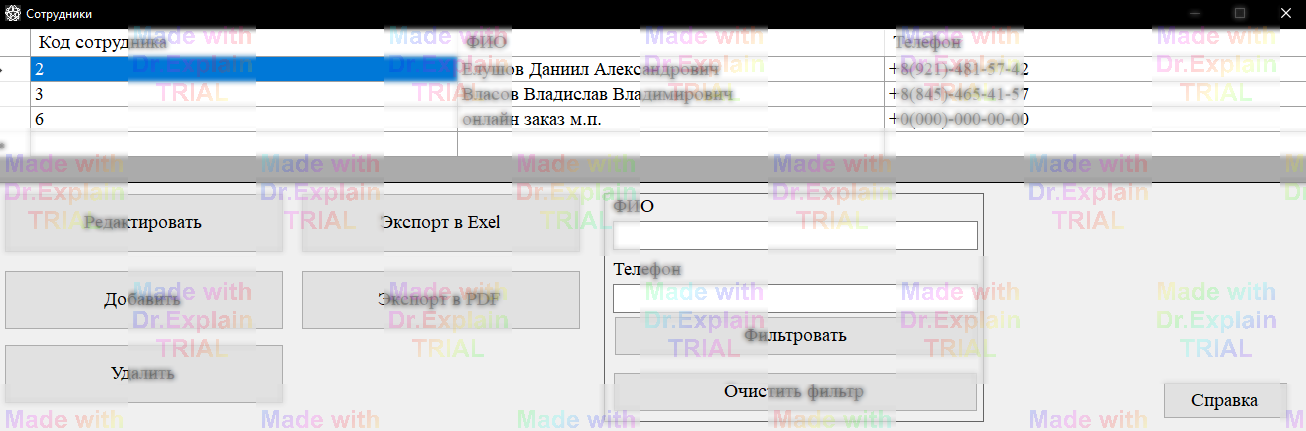 Сотрудники
Код сотрудника ФИО Телефон
2 Елушов Даниил Александрович +8(921)-481-57-42
3 Власов Владислав Владимирович +8(845)-465-41-57
6 онлайн заказ м.п. +0(000)-000-00-00
Редактировать Экспорт в Exel
Добавить Экспорт в PDF
Удалить
ФИО
Телефон
Фильтровать
Очистить фильтр
Справка
Made with
Dr.Explain
TRIAL